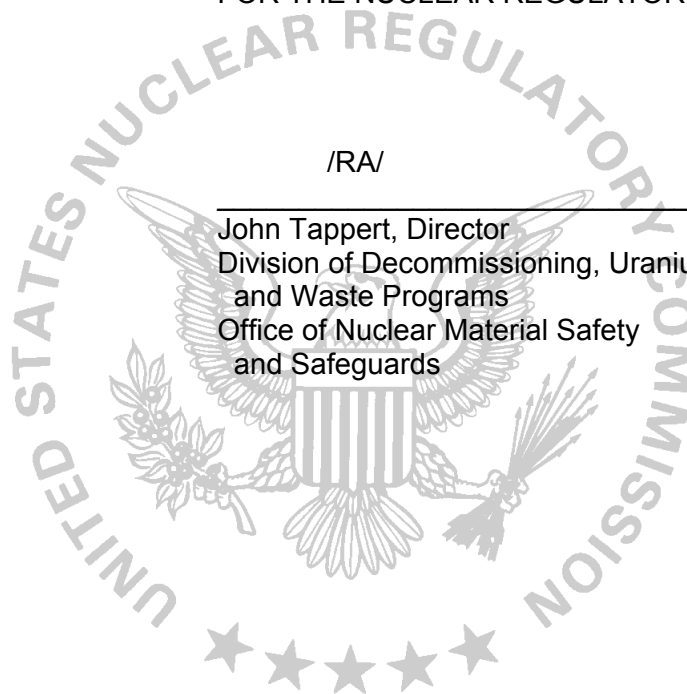 FOR THE NUCLEAR REGULATOR
/RA/
John Tappert, Director
Division of Decommissioning, Uraniu
and Waste Programs
Office of Nuclear Material Safety
and Safeguards
UNITED STATES NUCLEAR REGULATORY COMMISSION